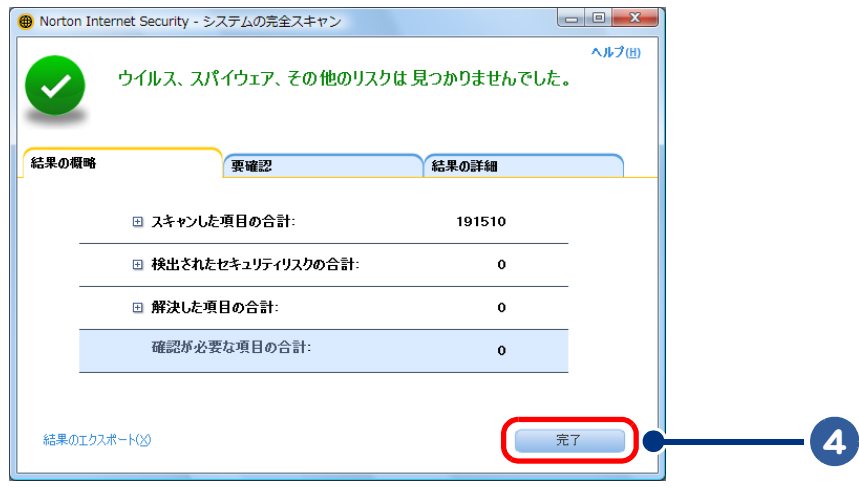 Norton Internet Security - システムの完全スキャン
ヘルプ(H)
ウイルス、スパイウェア、その他のリスクは 見つかりませんでした。
結果の概略 要確認 結果の詳細
スキャンした項目の合計: 191510
検出されたセキュリティリスクの合計: 0
解決した項目の合計: 0
確認が必要な項目の合計: 0
結果のエクスポート(X) 完了
4